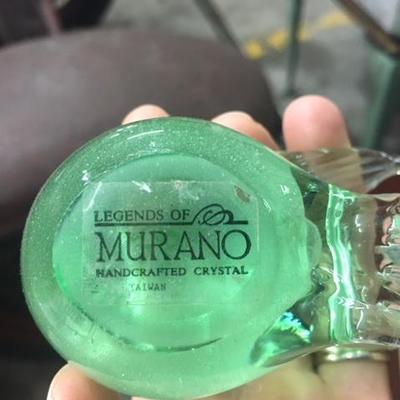 LEGENDS OF
MURANO
HANDCRAFTED CRYSTAL
TAIWAN